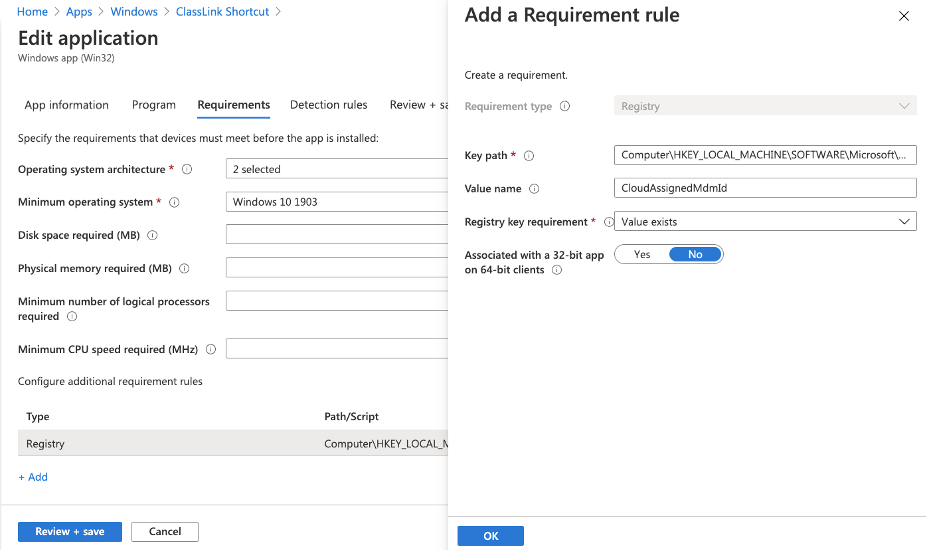 Home > Apps > Windows > ClassLink Shortcut >
Edit application
Windows app (Win32)
App information Program Requirements Detection rules Review + sa
Specify the requirements that devices must meet before the app is installed:
Operating system architecture * 2 selected
Minimum operating system * Windows 10 1903
Disk space required (MB)
Physical memory required (MB)
Minimum number of logical processors
required
Minimum CPU speed required (MHz)
Configure additional requirement rules
Type Path/Script
Registry Computer\HKEY_LOCAL_M
+ Add
Review + save Cancel
Add a Requirement rule
Create a requirement.
Requirement type Registry
Key path * Computer\HKEY_LOCAL_MACHINE\SOFTWARE\Microsoft\...
Value name CloudAssignedMdmId
Registry key requirement * Value exists
Associated with a 32-bit app Yes No
on 64-bit clients
OK